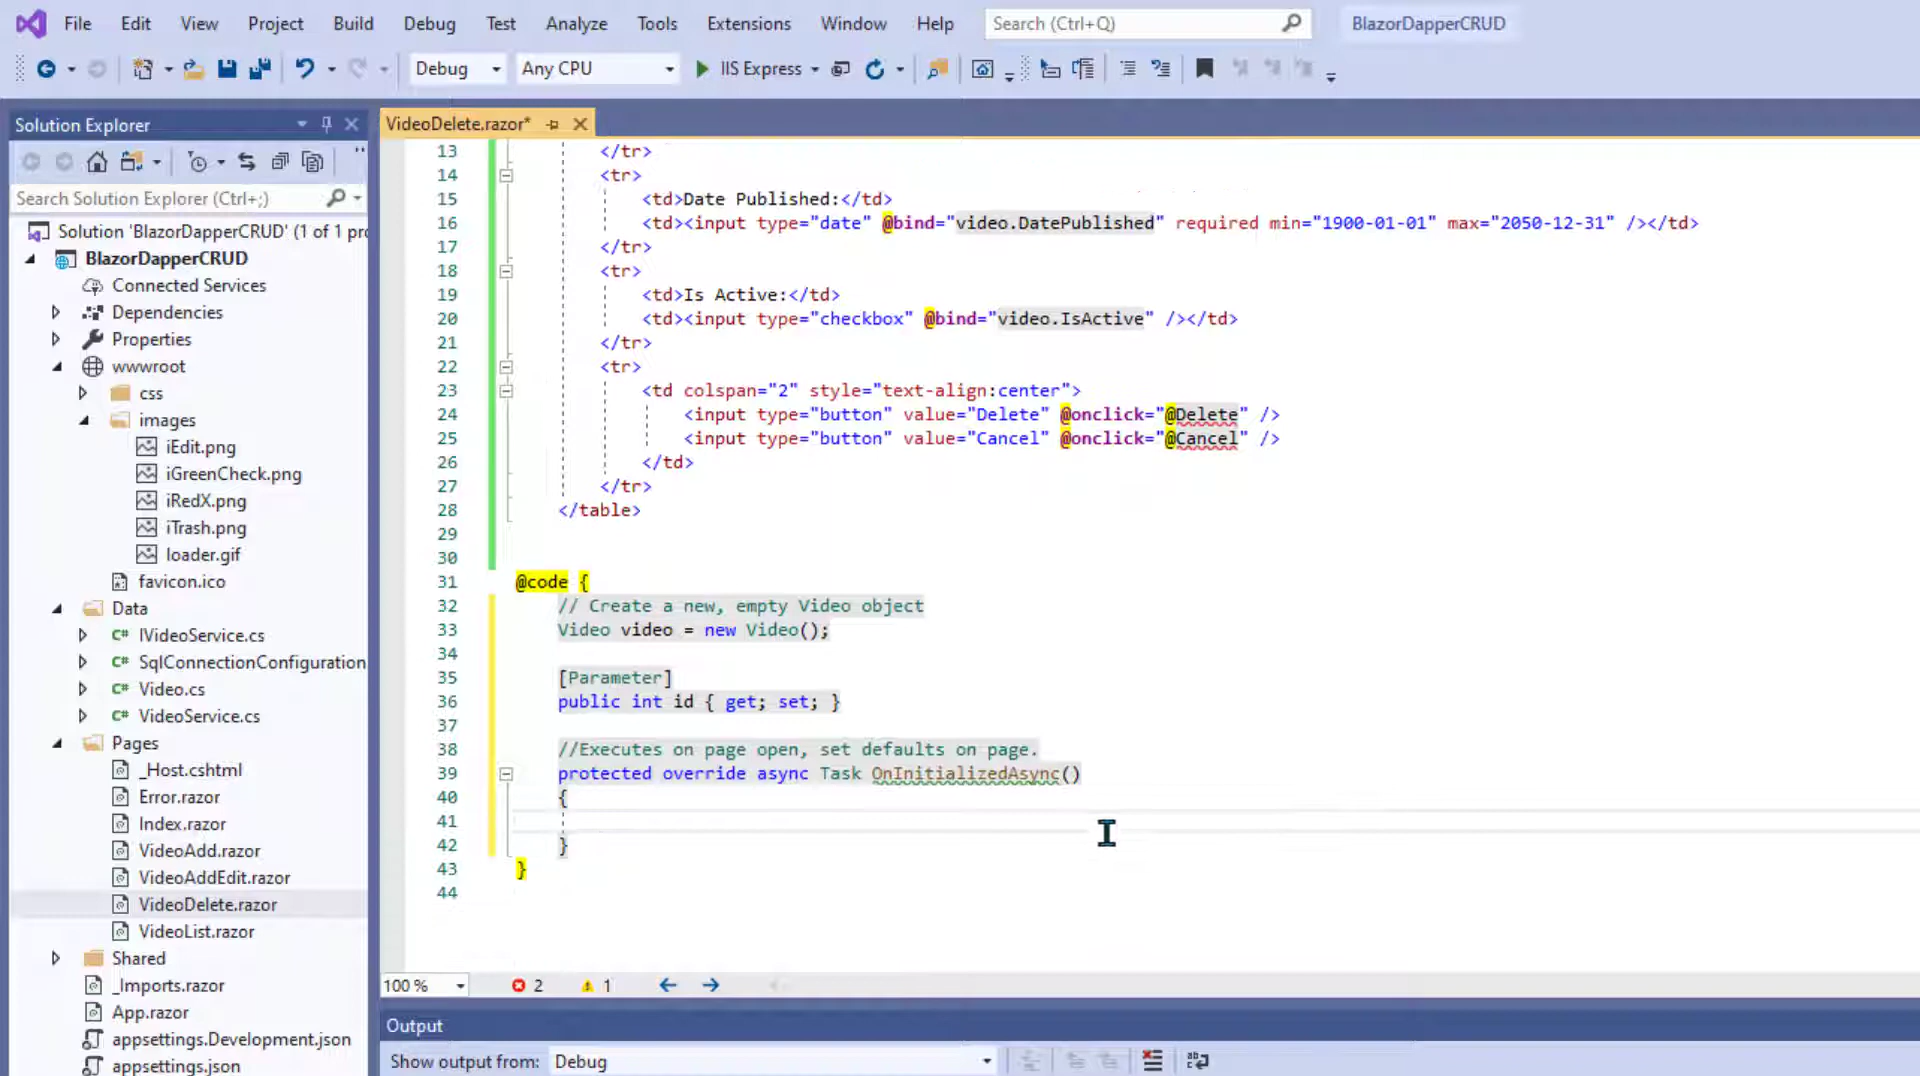 File Edit View Project Build Debug Test Analyze Tools Extensions Window Help Search (Ctrl+Q) BlazorDapperCRUD
Debug Any CPU IIS Express
Solution Explorer
Search Solution Explorer (Ctrl+;)
Solution 'BlazorDapperCRUD' (1 of 1 pro
BlazorDapperCRUD
Connected Services
Dependencies
Properties
wwwroot
css
images
iEdit.png
iGreenCheck.png
iRedX.png
iTrash.png
loader.gif
favicon.ico
Data
IVideoService.cs
SqlConnectionConfiguration
Video.cs
VideoService.cs
Pages
_Host.cshtml
Error.razor
Index.razor
VideoAdd.razor
VideoAddEdit.razor
VideoDelete.razor
VideoList.razor
Shared
_Imports.razor
App.razor
appsettings.Development.json
appsettings.json
VideoDelete.razor*
13 </tr>
14 <tr>
15 <td>Date Published:</td>
16 <td><input type="date" @bind="video.DatePublished" required min="1900-01-01" max="2050-12-31" /></td>
17 </tr>
18 <tr>
19 <td>Is Active:</td>
20 <td><input type="checkbox" @bind="video.IsActive" /></td>
21 </tr>
22 <tr>
23 <td colspan="2" style="text-align:center">
24 <input type="button" value="Delete" @onclick="@Delete" />
25 <input type="button" value="Cancel" @onclick="@Cancel" />
26 </td>
27 </tr>
28 </table>
29
30
31 @code {
32 // Create a new, empty Video object
33 Video video = new Video();
34
35 [Parameter]
36 public int id { get; set; }
37
38 //Executes on page open, set defaults on page.
39 protected override async Task OnInitializedAsync()
40 {
41
42 }
43 }
44
100 % 2 1
Output
Show output from: Debug